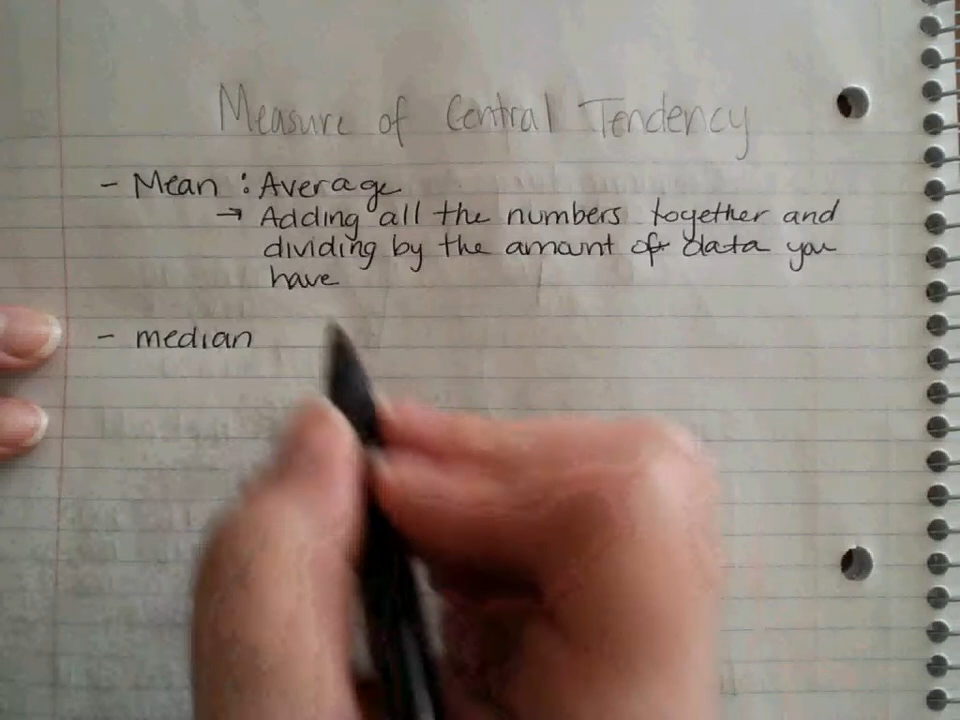 Measure of Central Tendency
- Mean : Average
→ Adding all the numbers together and
dividing by the amount of data you
have
- median